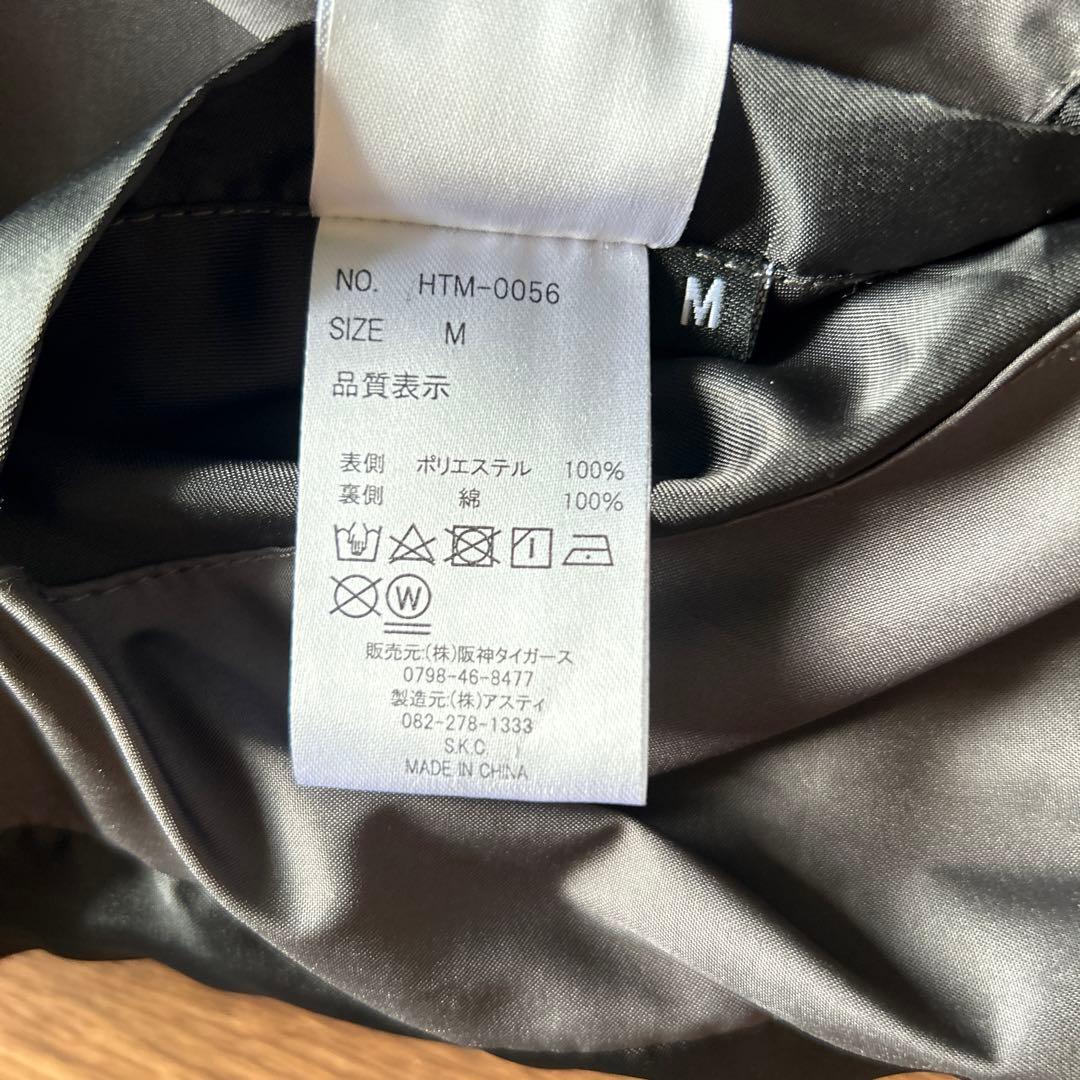 NO. HTM-0056
M
SIZE M
品質表示
表側 ポリエステル 100%
裏側 綿 100%
W
販売元:(株)阪神タイガース
0798-46-8477
製造元:(株)アスティ
082-278-1333
S.K.C. )
MADE IN CHINA